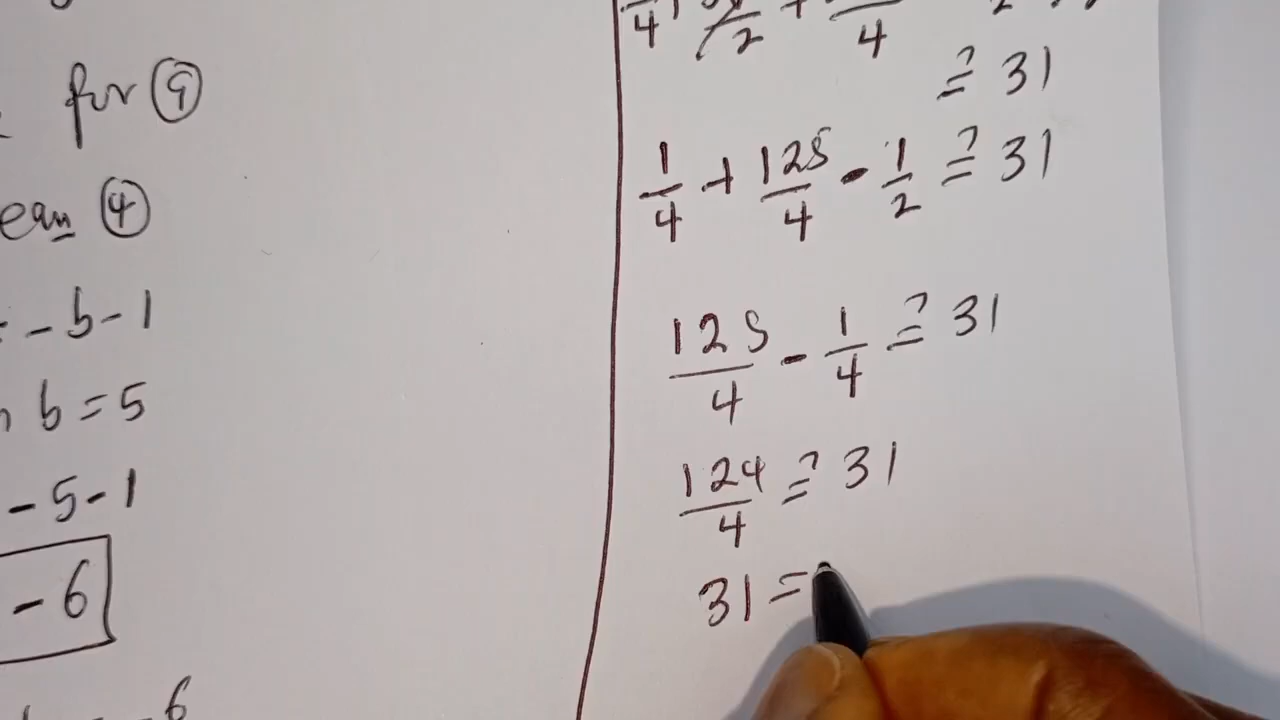 for ⑨
eqn ④
= -b-1
b = 5
- 5 - 1
- 6
- 6
≟ 31
1/4 + 125/4 - 1/2 ≟ 31
125/4 - 1/4 ≟ 31
124/4 ≟ 31
31 =